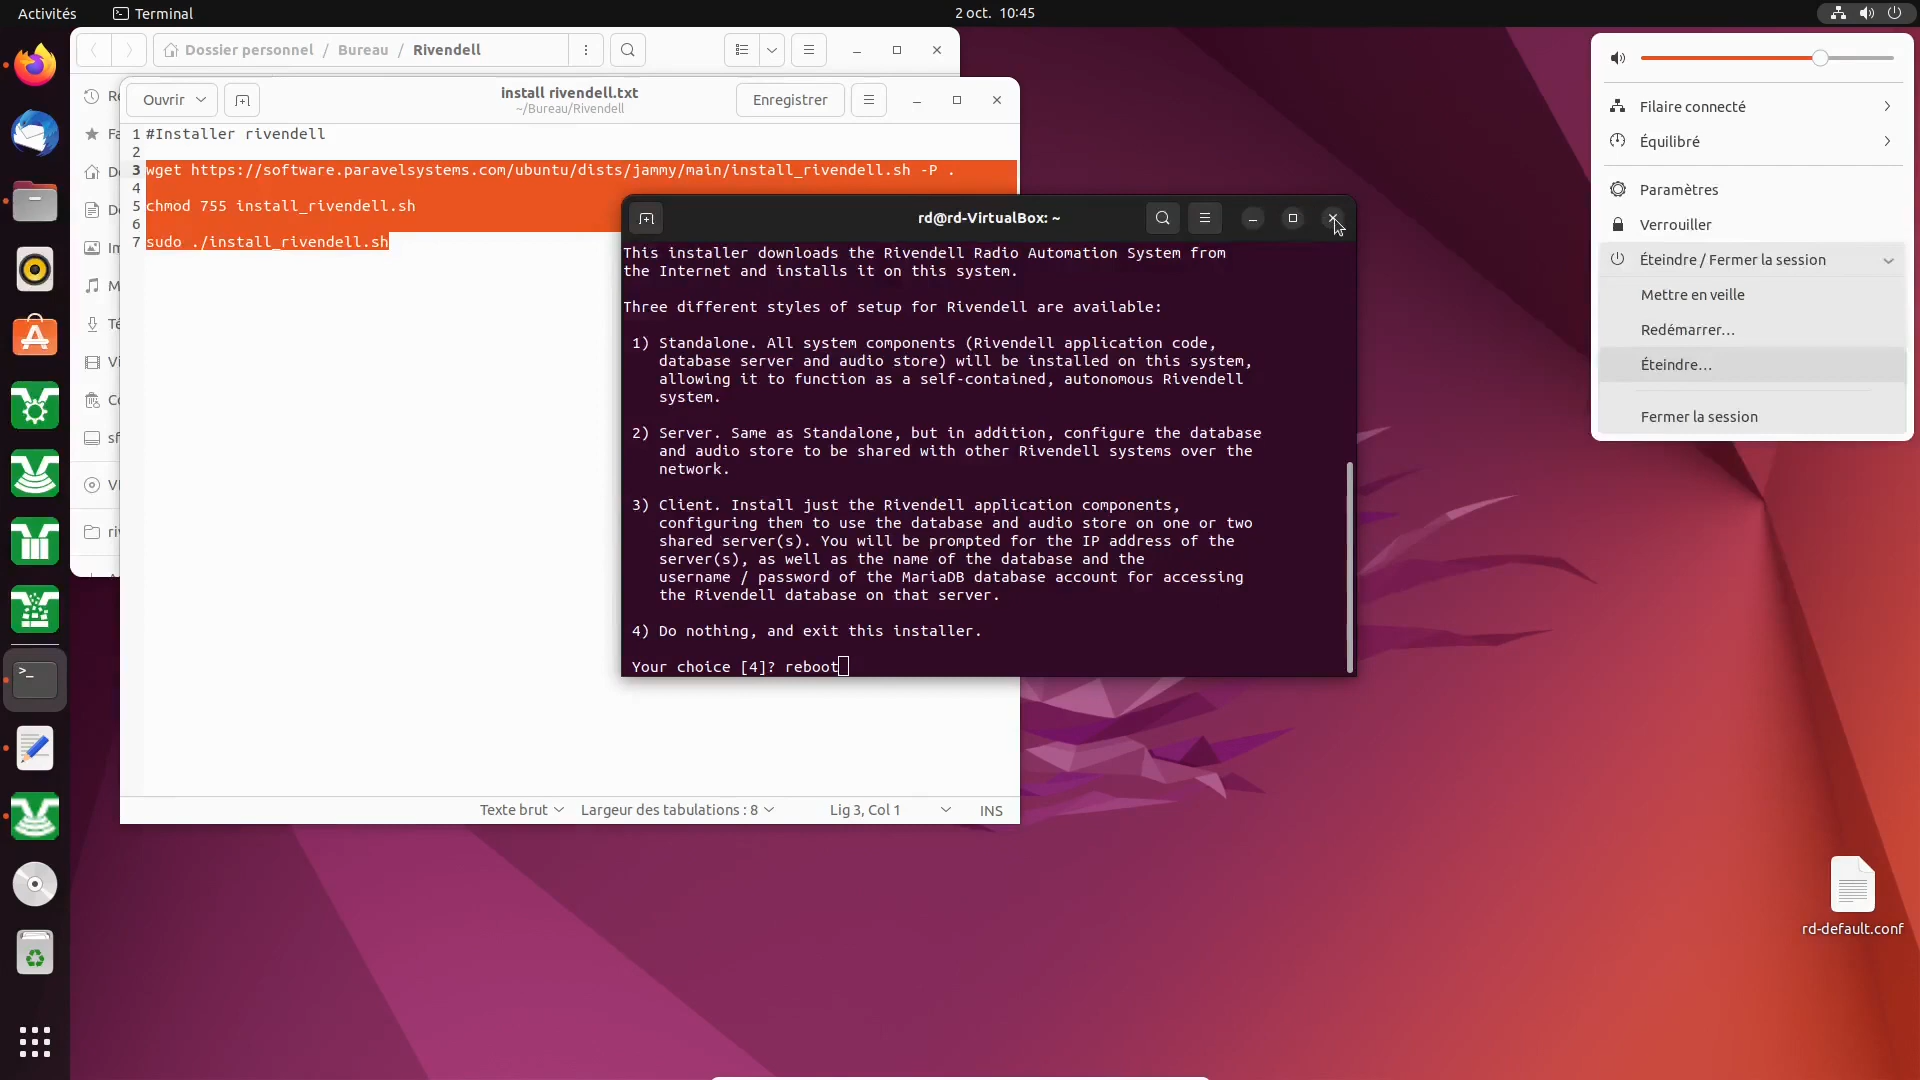 Activités
Terminal
2 oct. 10:45
Dossier personnel / Bureau / Rivendell
Ouvrir
install rivendell.txt
~/Bureau/Rivendell
Enregistrer
1 #Installer rivendell
2
3 wget https://software.paravelsystems.com/ubuntu/dists/jammy/main/install_rivendell.sh -P .
4
5 chmod 755 install_rivendell.sh
6
7 sudo ./install_rivendell.sh
Texte brut
Largeur des tabulations : 8
Lig 3, Col 1
INS
rd@rd-VirtualBox: ~
This installer downloads the Rivendell Radio Automation System from
the Internet and installs it on this system.
Three different styles of setup for Rivendell are available:
1) Standalone. All system components (Rivendell application code,
database server and audio store) will be installed on this system,
allowing it to function as a self-contained, autonomous Rivendell
system.
2) Server. Same as Standalone, but in addition, configure the database
and audio store to be shared with other Rivendell systems over the
network.
3) Client. Install just the Rivendell application components,
configuring them to use the database and audio store on one or two
shared server(s). You will be prompted for the IP address of the
server(s), as well as the name of the database and the
username / password of the MariaDB database account for accessing
the Rivendell database on that server.
4) Do nothing, and exit this installer.
Your choice [4]? reboot
Filaire connecté
Équilibré
Paramètres
Verrouiller
Éteindre / Fermer la session
Mettre en veille
Redémarrer…
Éteindre…
Fermer la session
rd-default.conf